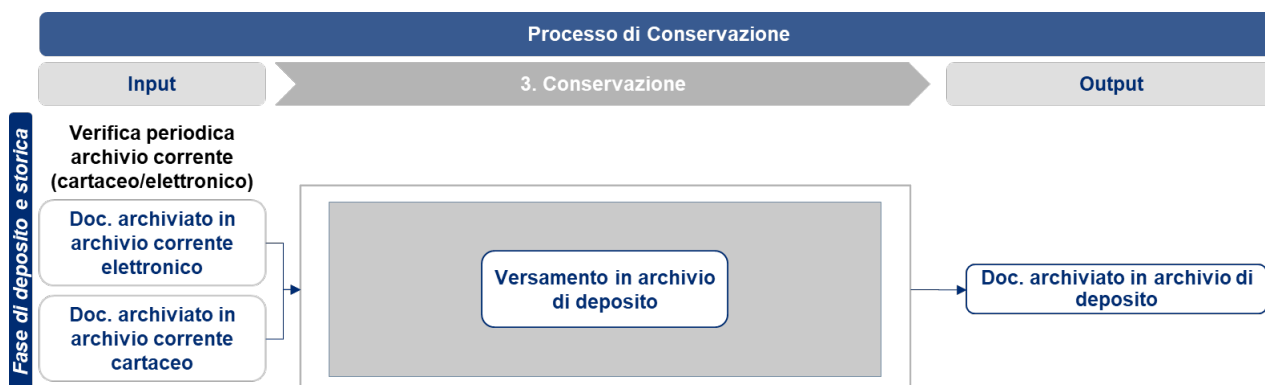 Processo di Conservazione
Input
3. Conservazione
Output
Fase di deposito e storica
Verifica periodica
archivio corrente
(cartaceo/elettronico)
Doc. archiviato in
archivio corrente
elettronico
Doc. archiviato in
archivio corrente
cartaceo
Versamento in archivio
di deposito
Doc. archiviato in archivio di
deposito